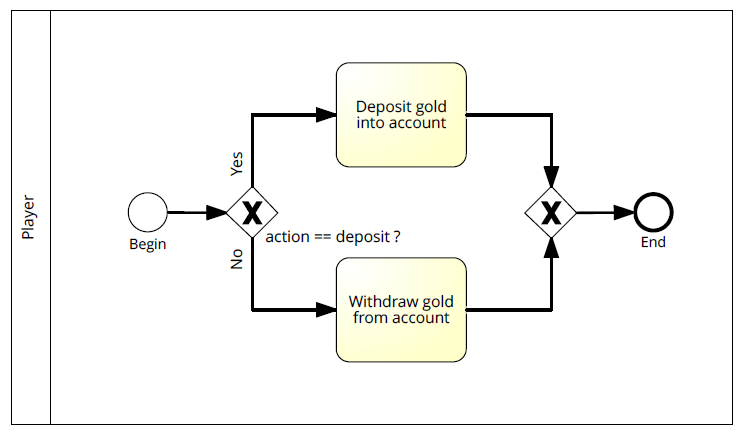 Player
Begin
Yes
No
action == deposit ?
Deposit gold
into account
Withdraw gold
from account
End